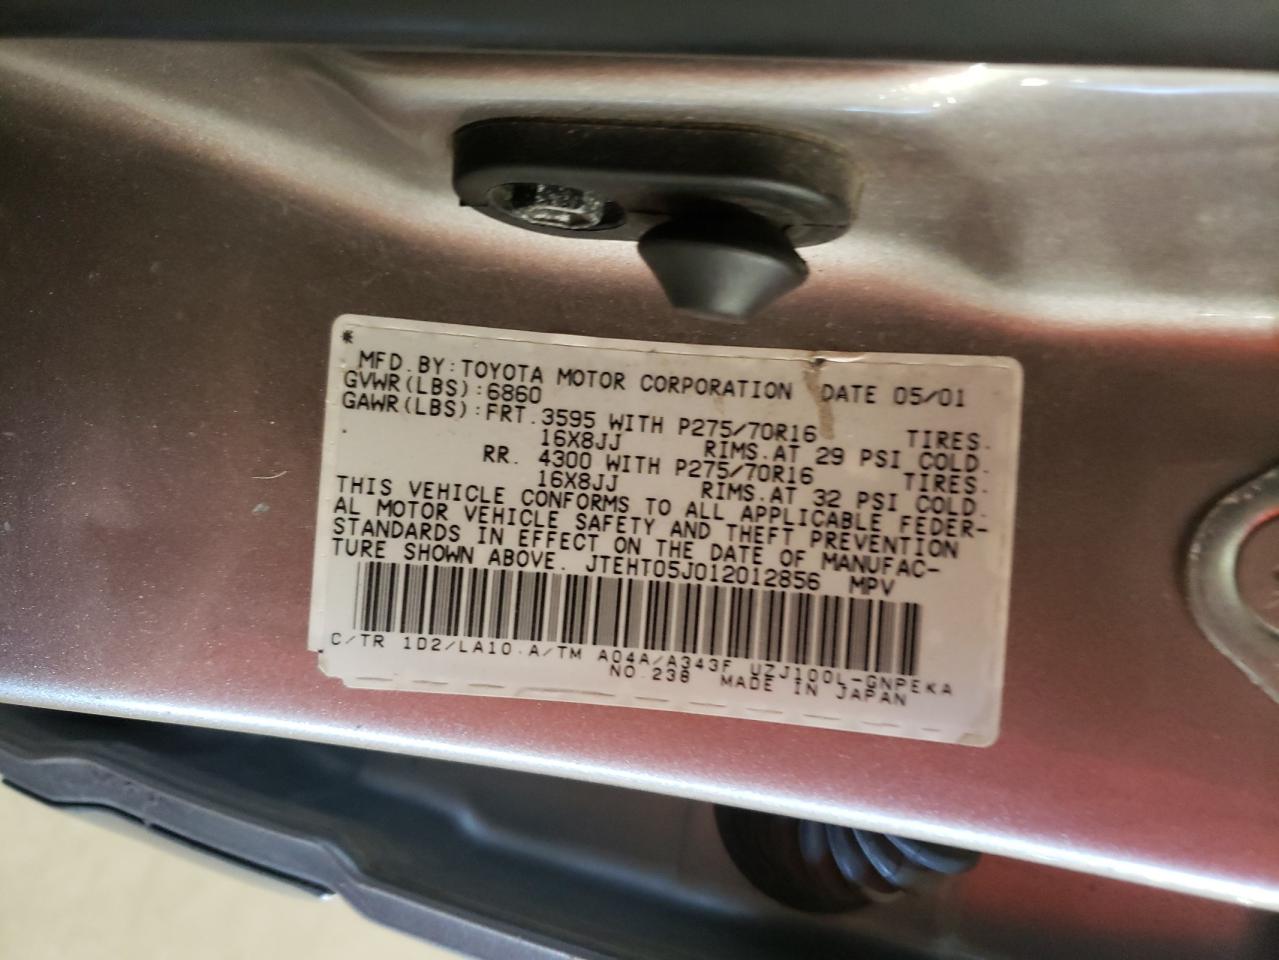 *
MFD.BY:TOYOTA MOTOR CORPORATION DATE 05/01
GVWR(LBS):6860
GAWR(LBS):FRT.3595 WITH P275/70R16 TIRES.
16X8JJ RIMS.AT 29 PSI COLD.
RR. 4300 WITH P275/70R16 TIRES.
16X8JJ RIMS.AT 32 PSI COLD.
THIS VEHICLE CONFORMS TO ALL APPLICABLE FEDER-
AL MOTOR VEHICLE SAFETY AND THEFT PREVENTION
STANDARDS IN EFFECT ON THE DATE OF MANUFAC-
TURE SHOWN ABOVE. JTEHT05J012012856 MPV
C/TR 1D2/LA10.A/TM A04A/A343F UZJ100L-GNPEKA
NO.238 MADE IN JAPAN